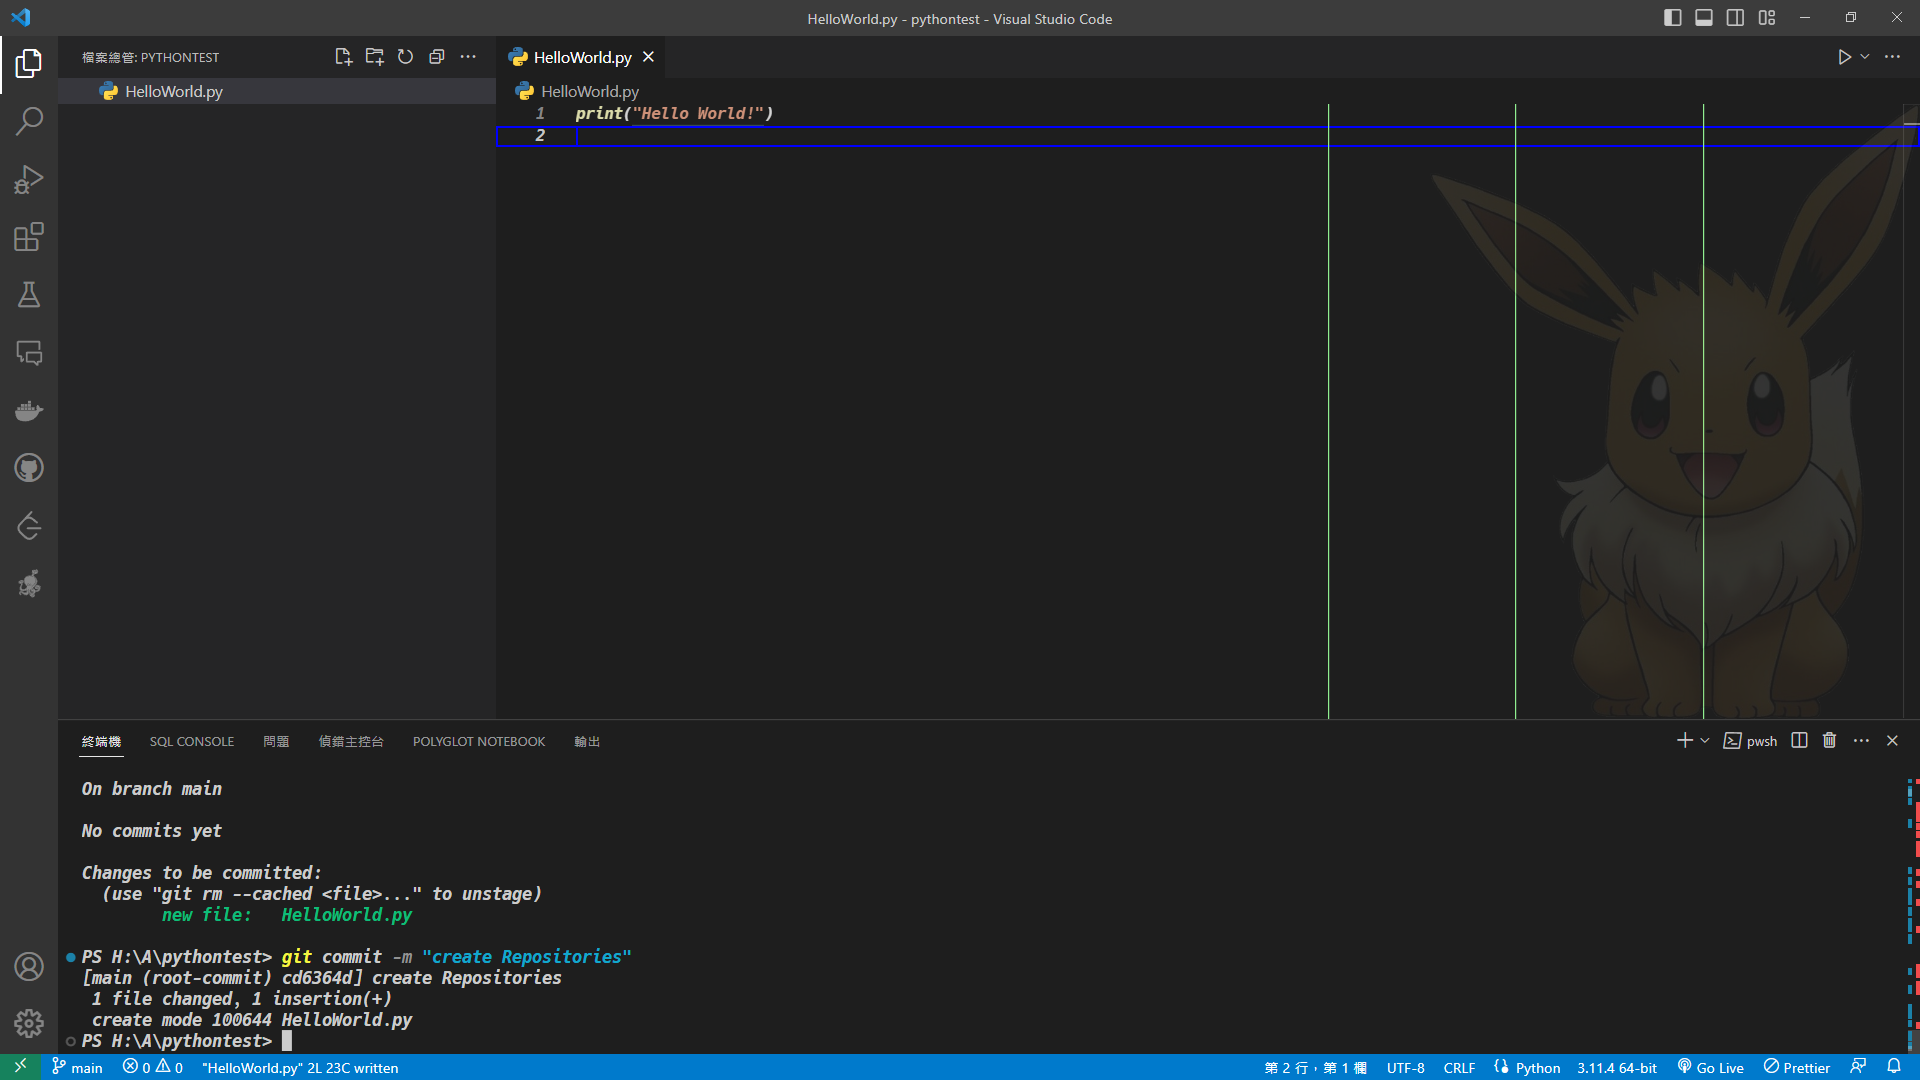 HelloWorld.py - pythontest - Visual Studio Code
檔案總管: PYTHONTEST
HelloWorld.py
HelloWorld.py
HelloWorld.py
1 print("Hello World!")
2
終端機 SQL CONSOLE 問題 偵錯主控台 POLYGLOT NOTEBOOK 輸出
pwsh
On branch main
No commits yet
Changes to be committed:
(use "git rm --cached <file>..." to unstage)
new file: HelloWorld.py
PS H:\A\pythontest> git commit -m "create Repositories"
[main (root-commit) cd6364d] create Repositories
1 file changed, 1 insertion(+)
create mode 100644 HelloWorld.py
PS H:\A\pythontest>
main 0 0 "HelloWorld.py" 2L 23C written 第 2 行，第 1 欄 UTF-8 CRLF Python 3.11.4 64-bit Go Live Prettier